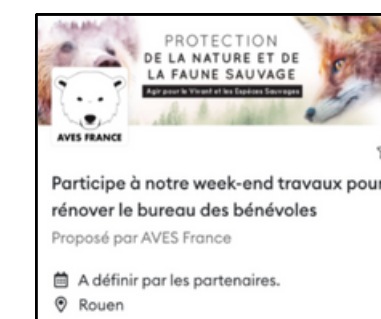 PROTECTION
DE LA NATURE ET DE
LA FAUNE SAUVAGE
Agir pour le Vivant et les Espèces Sauvages
AVES FRANCE
Participe à notre week-end travaux pour
rénover le bureau des bénévoles
Proposé par AVES France
A définir par les partenaires.
Rouen